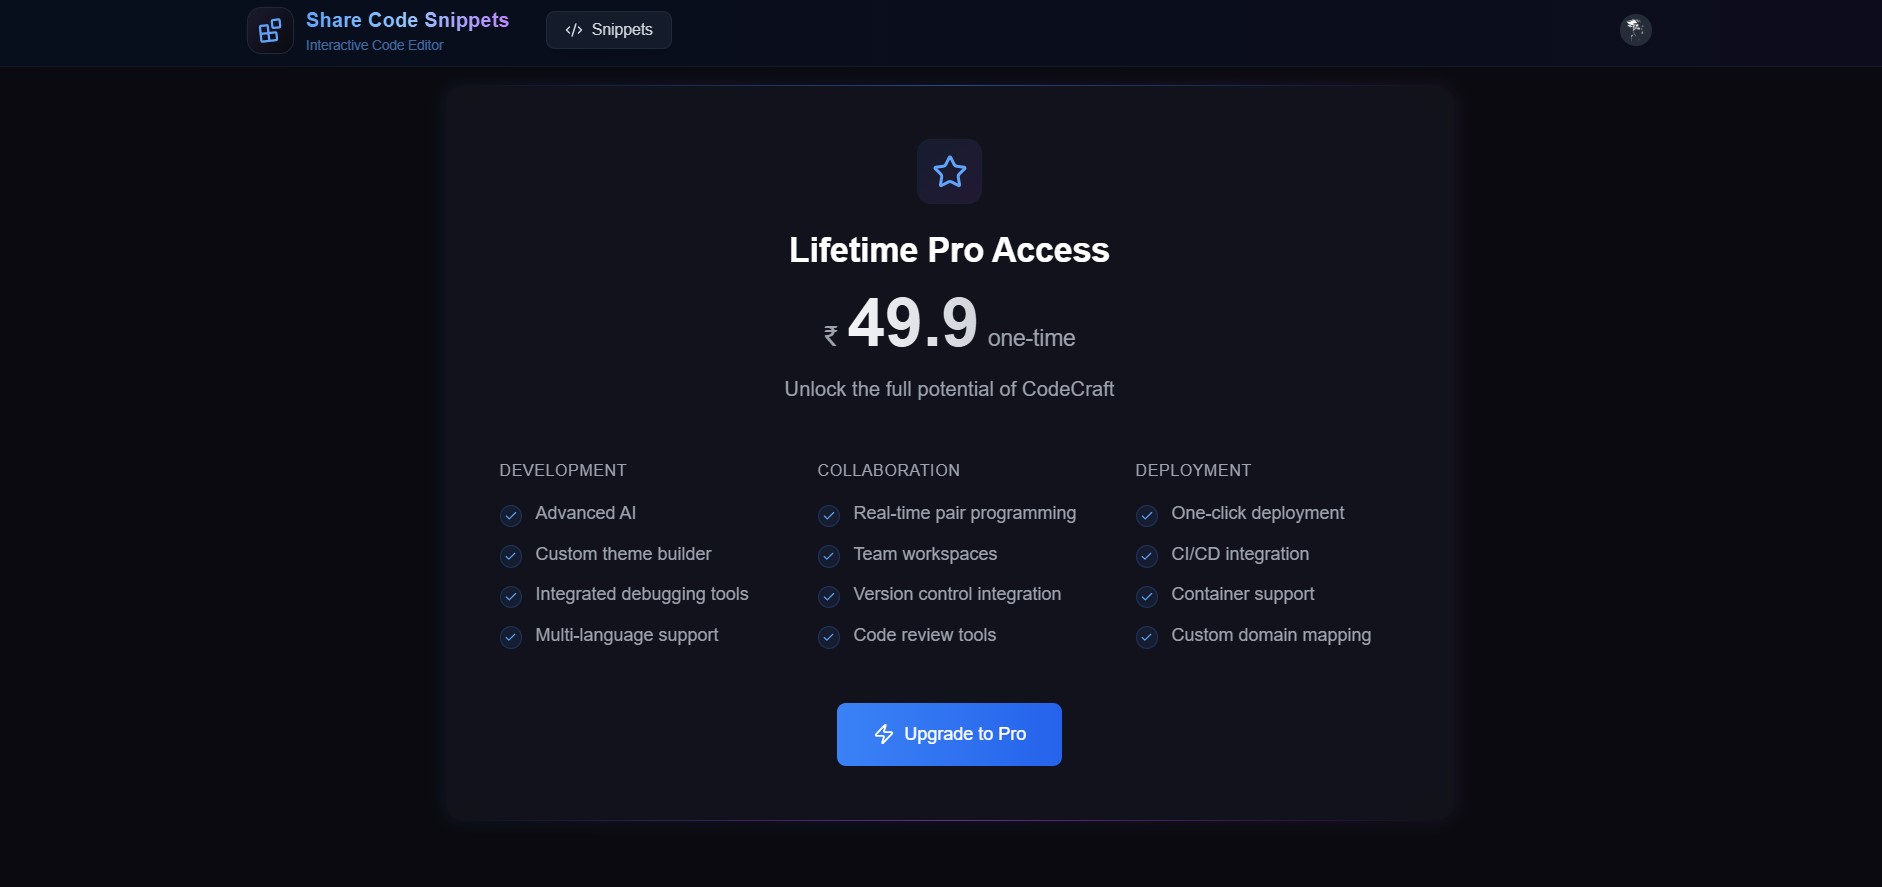 Share Code Snippets
Interactive Code Editor
Snippets
Lifetime Pro Access
₹ 49.9 one-time
Unlock the full potential of CodeCraft
DEVELOPMENT
Advanced AI
Custom theme builder
Integrated debugging tools
Multi-language support
COLLABORATION
Real-time pair programming
Team workspaces
Version control integration
Code review tools
DEPLOYMENT
One-click deployment
CI/CD integration
Container support
Custom domain mapping
Upgrade to Pro